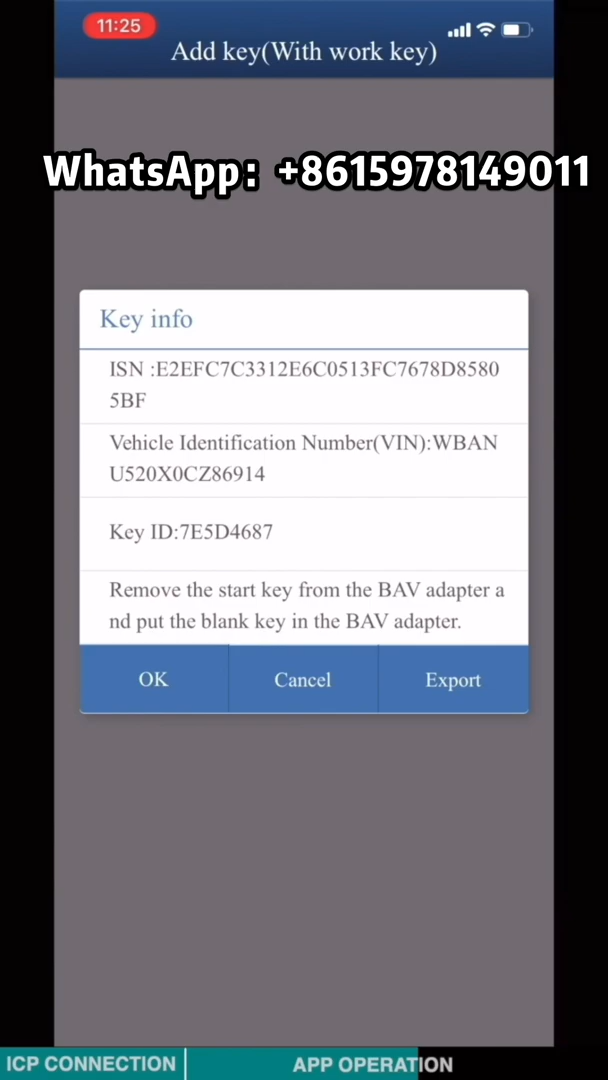 11:25
Add key(With work key)
WhatsApp: +8615978149011
Key info
ISN :E2EFC7C3312E6C0513FC7678D8580
5BF
Vehicle Identification Number(VIN):WBAN
U520X0CZ86914
Key ID:7E5D4687
Remove the start key from the BAV adapter a
nd put the blank key in the BAV adapter.
OK Cancel Export
ICP CONNECTION APP OPERATION